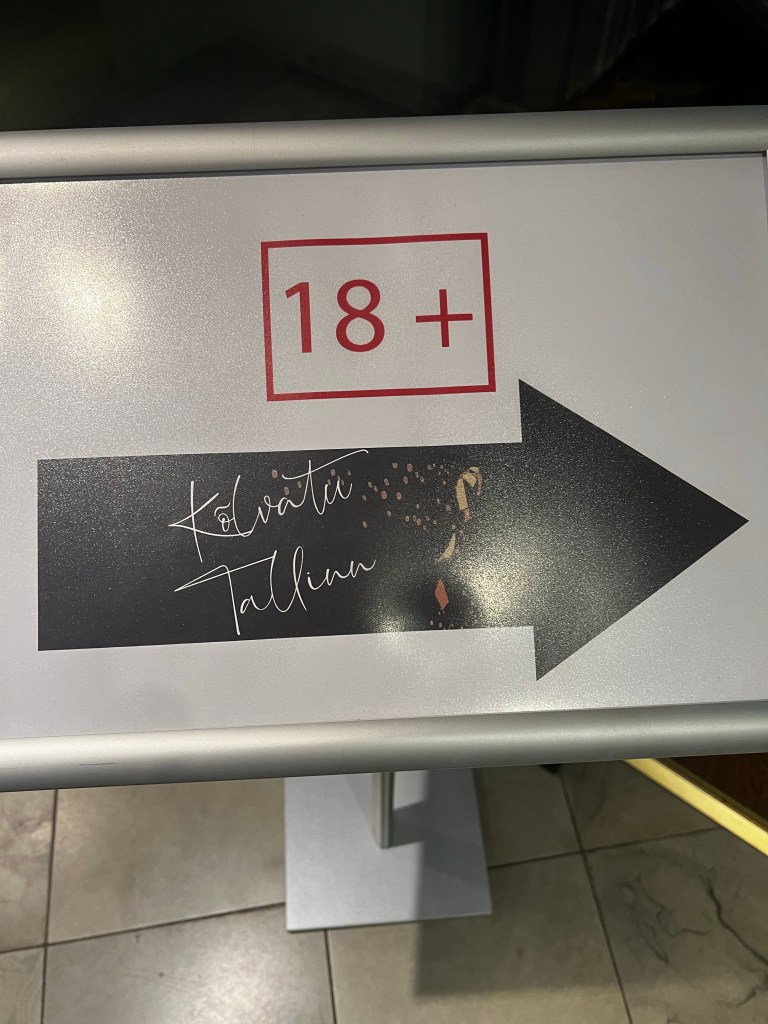 18 +
Kõlvatu
Tallinn